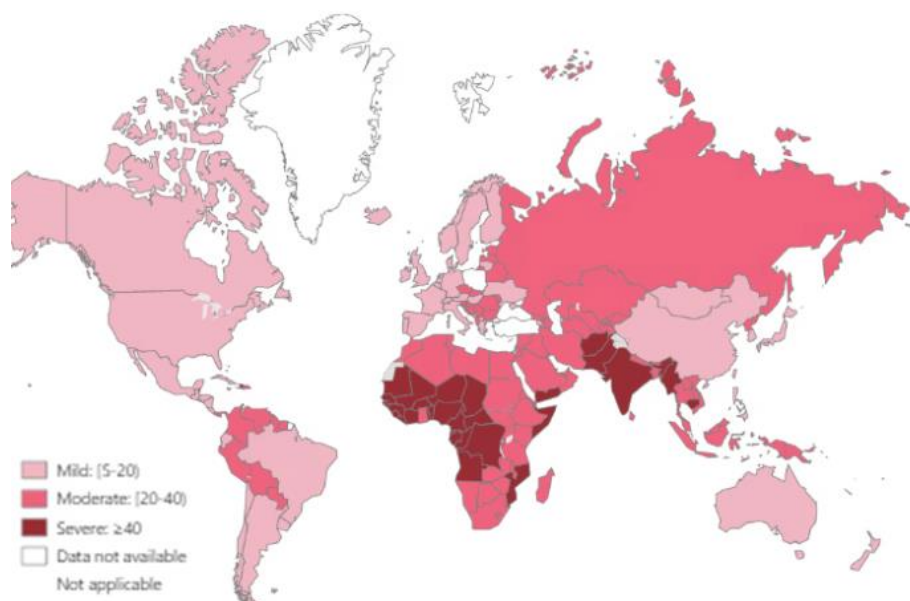 Mild: [5-20)
Moderate: [20-40)
Severe: ≥40
Data not available
Not applicable